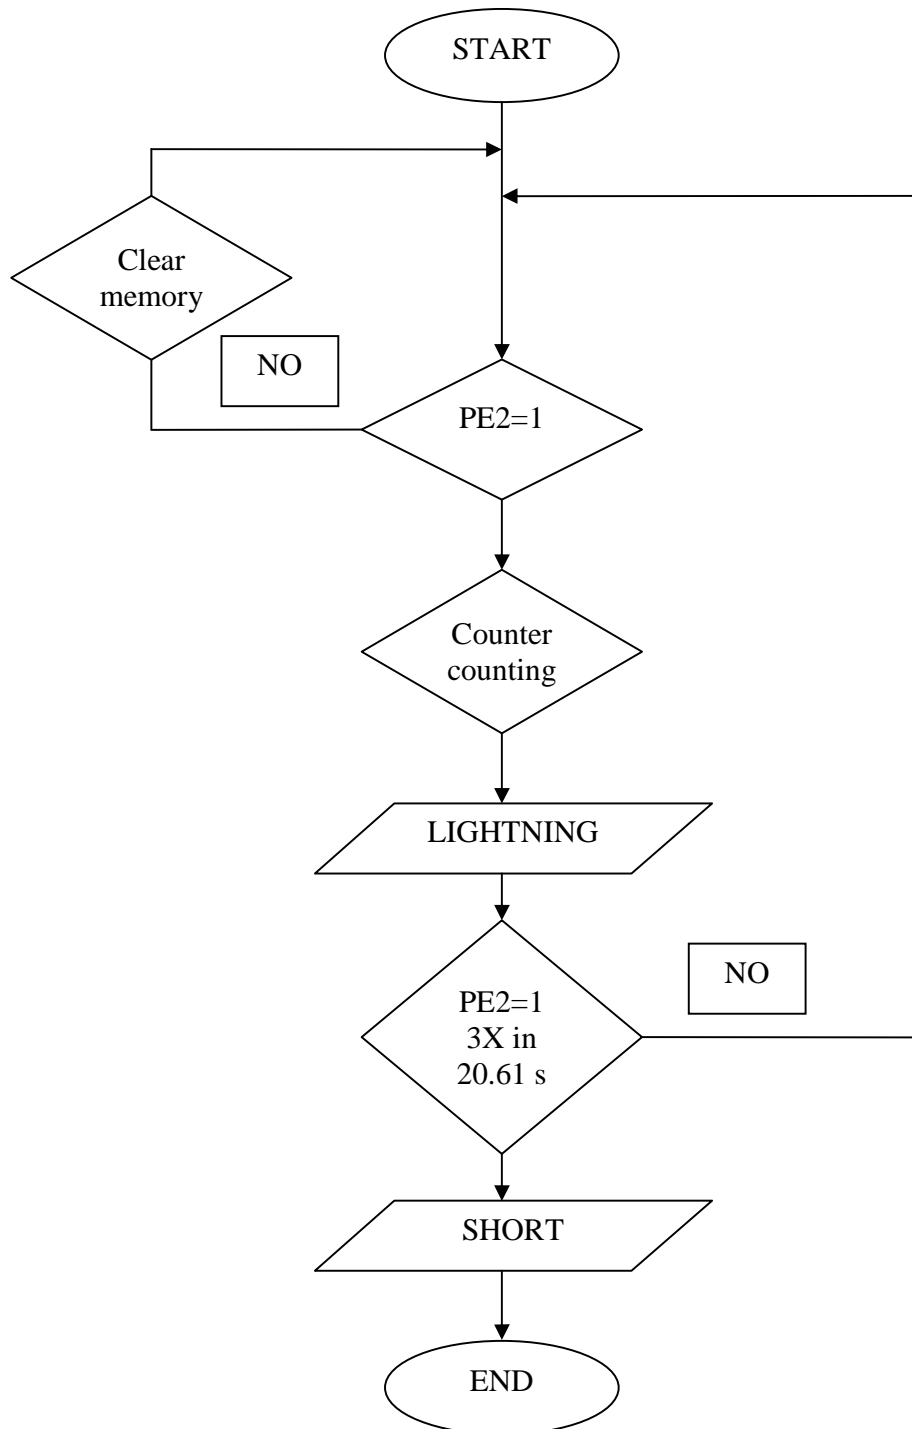 START
Clear
memory
NO
PE2=1
Counter
counting
LIGHTNING
NO
PE2=1
3X in
20.61 s
SHORT
END